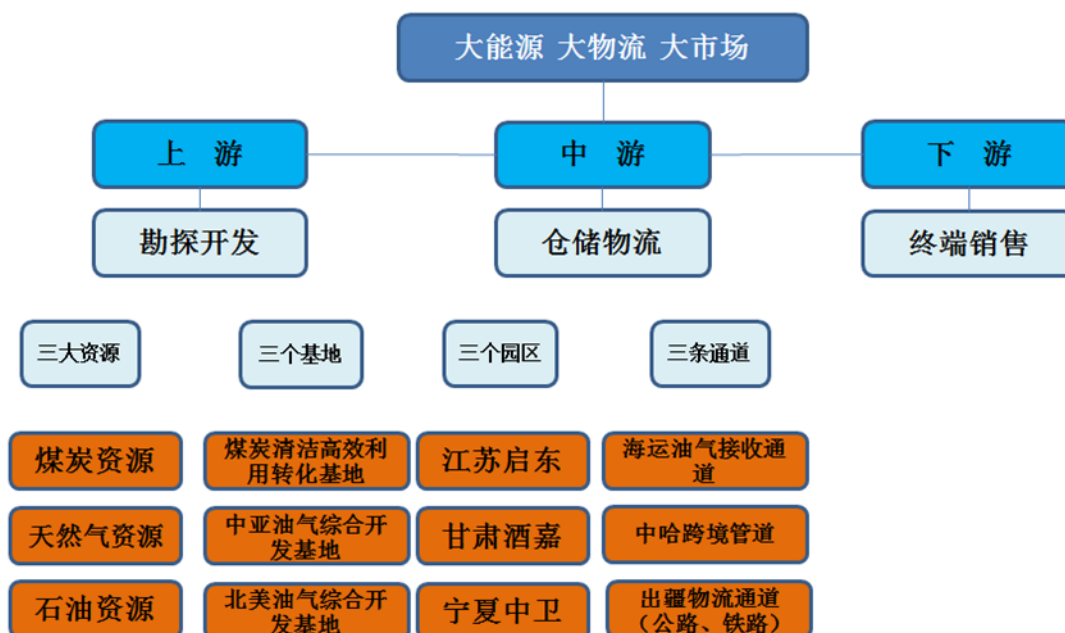 大能源 大物流 大市场
上 游
中 游
下 游
勘探开发
仓储物流
终端销售
三大资源
三个基地
三个园区
三条通道
煤炭资源
煤炭清洁高效利
用转化基地
江苏启东
海运油气接收通
道
天然气资源
中亚油气综合开
发基地
甘肃酒嘉
中哈跨境管道
石油资源
北美油气综合开
发基地
宁夏中卫
出疆物流通道
（公路、铁路）